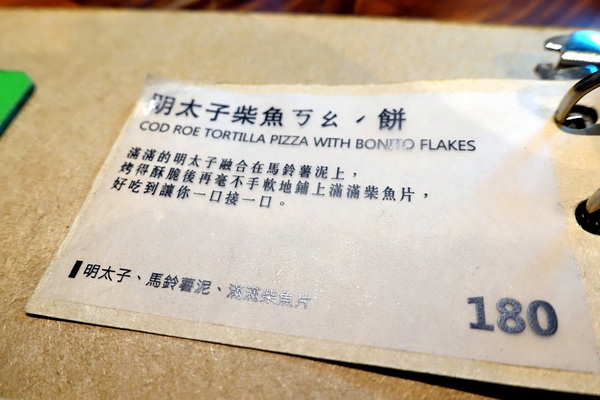 明太子柴魚ㄎㄠˊ餅
COD ROE TORTILLA PIZZA WITH BONITO FLAKES
滿滿的明太子融合在馬鈴薯泥上，
烤得酥脆後再毫不手軟地鋪上滿滿柴魚片，
好吃到讓你一口接一口。
明太子、馬鈴薯泥、滿滿柴魚片
180